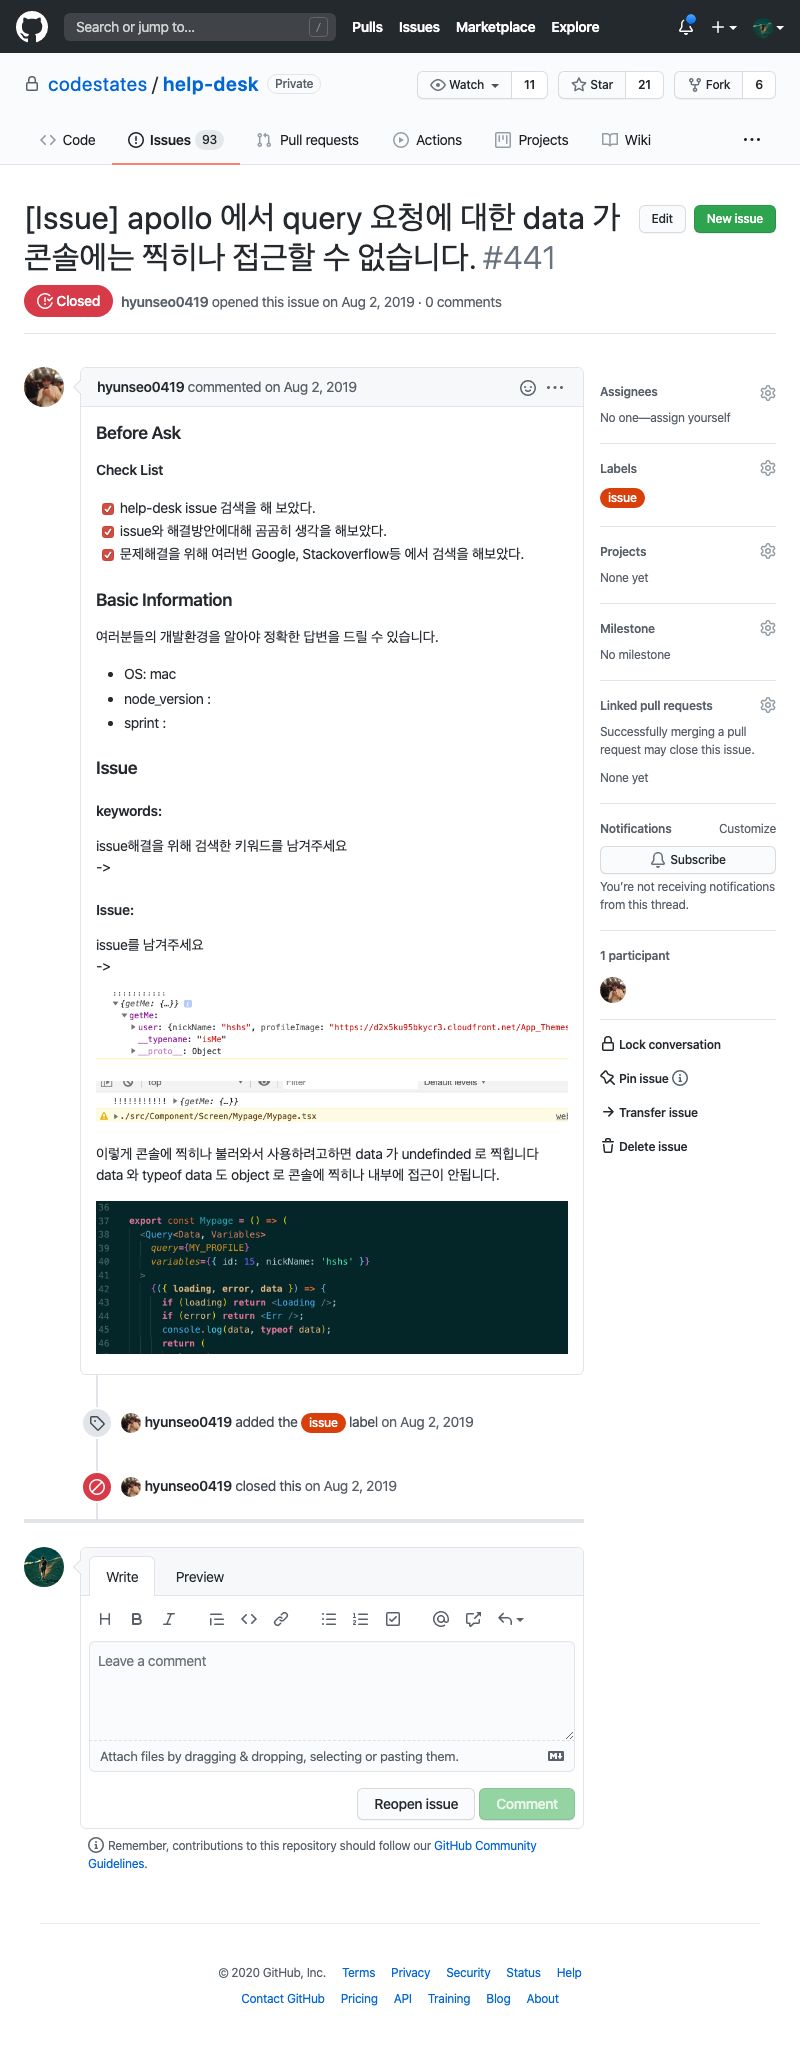 Search or jump to... /
Pulls Issues Marketplace Explore
codestates / help-desk Private
Watch 11 Star 21 Fork 6
Code Issues 93 Pull requests Actions Projects Wiki ...
[Issue] apollo 에서 query 요청에 대한 data 가
콘솔에는 찍히나 접근할 수 없습니다. #441
Edit New issue
Closed hyunseo0419 opened this issue on Aug 2, 2019 · 0 comments
hyunseo0419 commented on Aug 2, 2019 ...
Before Ask
Check List
help-desk issue 검색을 해 보았다.
issue와 해결방안에대해 곰곰히 생각을 해보았다.
문제해결을 위해 여러번 Google, Stackoverflow등 에서 검색을 해보았다.
Basic Information
여러분들의 개발환경을 알아야 정확한 답변을 드릴 수 있습니다.
• OS: mac
• node_version :
• sprint :
Issue
keywords:
issue해결을 위해 검색한 키워드를 남겨주세요
->
Issue:
issue를 남겨주세요
->
▼{getMe: {…}} i
▼getMe:
▶user: {nickName: "hshs", profileImage: "https://d2x5ku95bkycr3.cloudfront.net/App_Themes
__typename: "isMe"
▶__proto__: Object
top Filter Default levels
!!!!!!!!!!! ▶{getMe: {…}}
▶./src/Component/Screen/Mypage/Mypage.tsx
이렇게 콘솔에 찍히나 불러와서 사용하려고하면 data 가 undefinded 로 찍힙니다
data 와 typeof data 도 object 로 콘솔에 찍히나 내부에 접근이 안됩니다.
36
37 export const Mypage = () => (
38 <Query<Data, Variables>
39 query={MY_PROFILE}
40 variables={{ id: 15, nickName: 'hshs' }}
41 >
42 {({ loading, error, data }) => {
43 if (loading) return <Loading />;
44 if (error) return <Err />;
45 console.log(data, typeof data);
46 return (
hyunseo0419 added the issue label on Aug 2, 2019
hyunseo0419 closed this on Aug 2, 2019
Assignees
No one—assign yourself
Labels
issue
Projects
None yet
Milestone
No milestone
Linked pull requests
Successfully merging a pull
request may close this issue.
None yet
Notifications Customize
Subscribe
You're not receiving notifications
from this thread.
1 participant
Lock conversation
Pin issue
Transfer issue
Delete issue
Write Preview
H B I
Leave a comment
Attach files by dragging & dropping, selecting or pasting them.
Reopen issue Comment
Remember, contributions to this repository should follow our GitHub Community
Guidelines.
© 2020 GitHub, Inc. Terms Privacy Security Status Help
Contact GitHub Pricing API Training Blog About